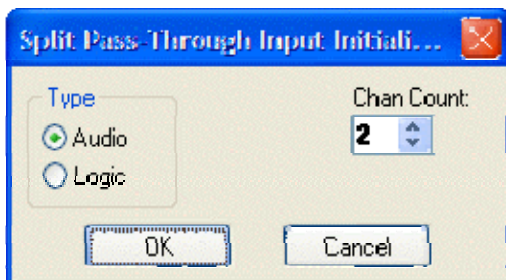 Split Pass-Through Input Initiali...
Type
Chan Count:
Audio
2
Logic
OK
Cancel